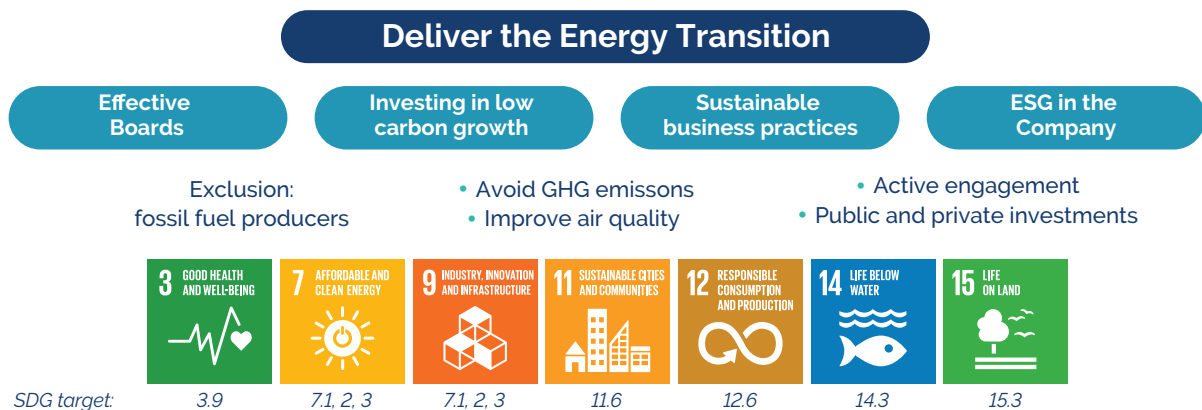 Deliver the Energy Transition
Effective
Boards
Investing in low
carbon growth
Sustainable
business practices
ESG in the
Company
Exclusion:
fossil fuel producers
• Avoid GHG emissons
• Improve air quality
• Active engagement
• Public and private investments
3 GOOD HEALTH
AND WELL-BEING
7 AFFORDABLE AND
CLEAN ENERGY
9 INDUSTRY, INNOVATION
AND INFRASTRUCTURE
11 SUSTAINABLE CITIES
AND COMMUNITIES
12 RESPONSIBLE
CONSUMPTION
AND PRODUCTION
14 LIFE BELOW
WATER
15 LIFE
ON LAND
SDG target: 3.9 7.1, 2, 3 7.1, 2, 3 11.6 12.6 14.3 15.3